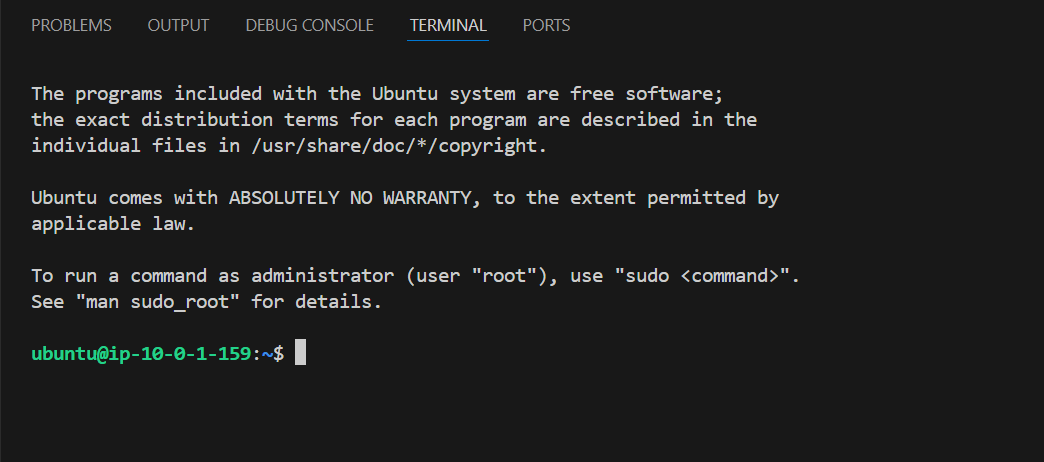 PROBLEMS OUTPUT DEBUG CONSOLE TERMINAL PORTS
The programs included with the Ubuntu system are free software;
the exact distribution terms for each program are described in the
individual files in /usr/share/doc/*/copyright.
Ubuntu comes with ABSOLUTELY NO WARRANTY, to the extent permitted by
applicable law.
To run a command as administrator (user "root"), use "sudo <command>".
See "man sudo_root" for details.
ubuntu@ip-10-0-1-159:~$